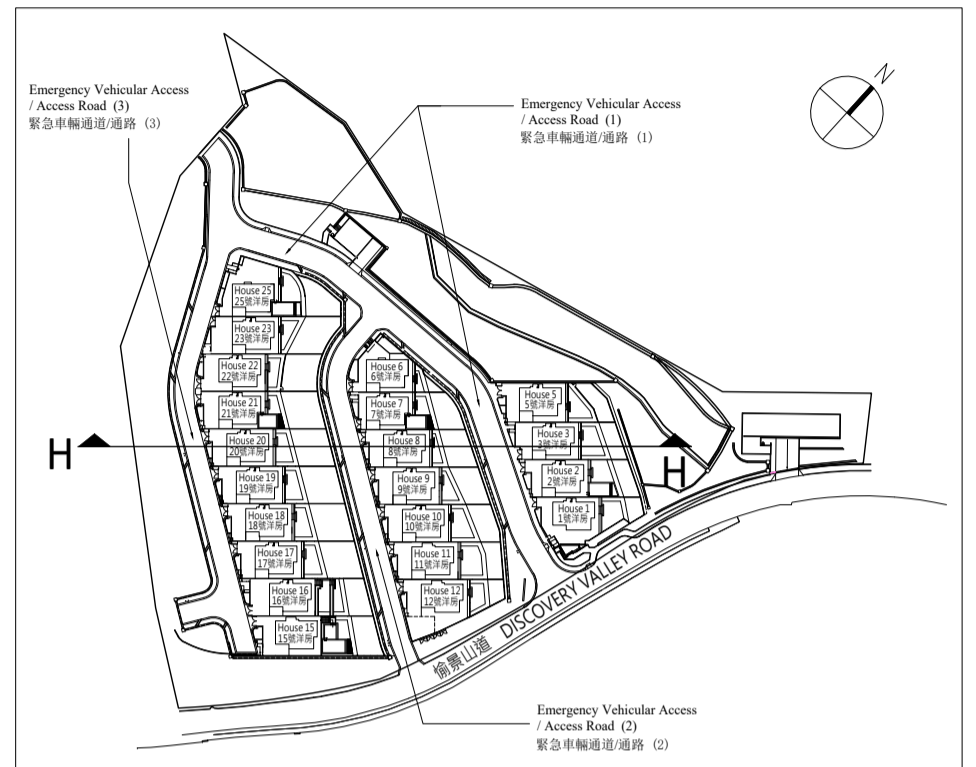 Emergency Vehicular Access
/ Access Road (3)
緊急車輛通道/通路 (3)
Emergency Vehicular Access
/ Access Road (1)
緊急車輛通道/通路 (1)
N
House 25
25號洋房
House 23
23號洋房
House 22
22號洋房
House 21
21號洋房
House 20
20號洋房
House 19
19號洋房
House 18
18號洋房
House 17
17號洋房
House 16
16號洋房
House 15
15號洋房
House 6
6號洋房
House 7
7號洋房
House 8
8號洋房
House 9
9號洋房
House 10
10號洋房
House 11
11號洋房
House 12
12號洋房
House 5
5號洋房
House 3
3號洋房
House 2
2號洋房
House 1
1號洋房
H
H
愉景山道 DISCOVERY VALLEY ROAD
Emergency Vehicular Access
/ Access Road (2)
緊急車輛通道/通路 (2)